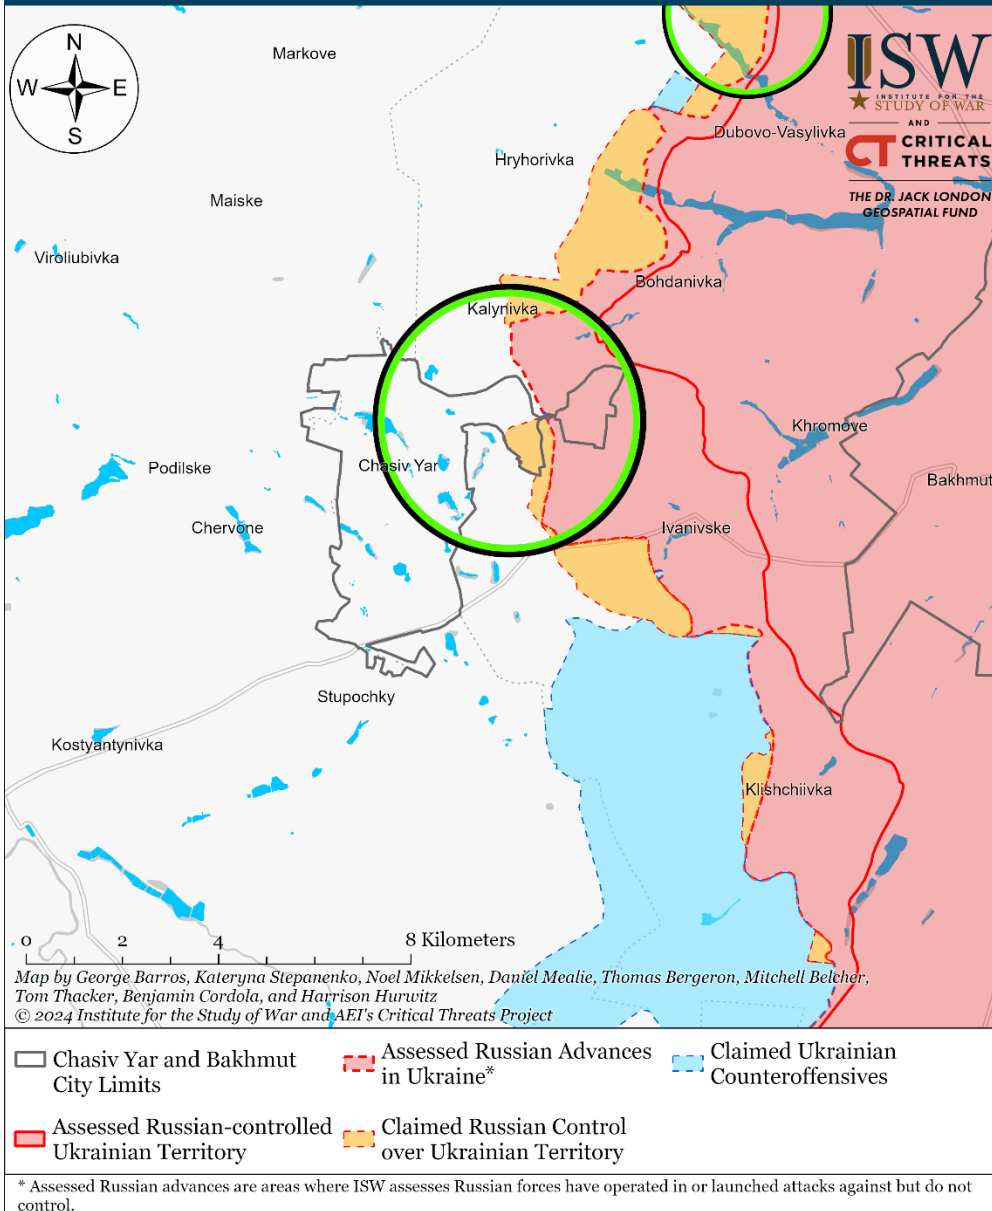 N
W E
S
Markove
ISW
INSTITUTE FOR THE
STUDY OF WAR
AND
CT CRITICAL
THREATS
THE DR. JACK LONDON
GEOSPATIAL FUND
Dubovo-Vasylivka
Hryhorivka
Maiske
Viroliubivka
Bohdanivka
Kalynivka
Khromove
Podilske
Chasiv Yar
Bakhmut
Chervone
Ivanivske
Stupochky
Kostyantynivka
Klishchiivka
0 2 4 8 Kilometers
Map by George Barros, Kateryna Stepanenko, Noel Mikkelsen, Daniel Mealie, Thomas Bergeron, Mitchell Belcher,
Tom Thacker, Benjamin Cordola, and Harrison Hurwitz
© 2024 Institute for the Study of War and AEI's Critical Threats Project
Chasiv Yar and Bakhmut
City Limits
Assessed Russian Advances
in Ukraine*
Claimed Ukrainian
Counteroffensives
Assessed Russian-controlled
Ukrainian Territory
Claimed Russian Control
over Ukrainian Territory
* Assessed Russian advances are areas where ISW assesses Russian forces have operated in or launched attacks against but do not
control.